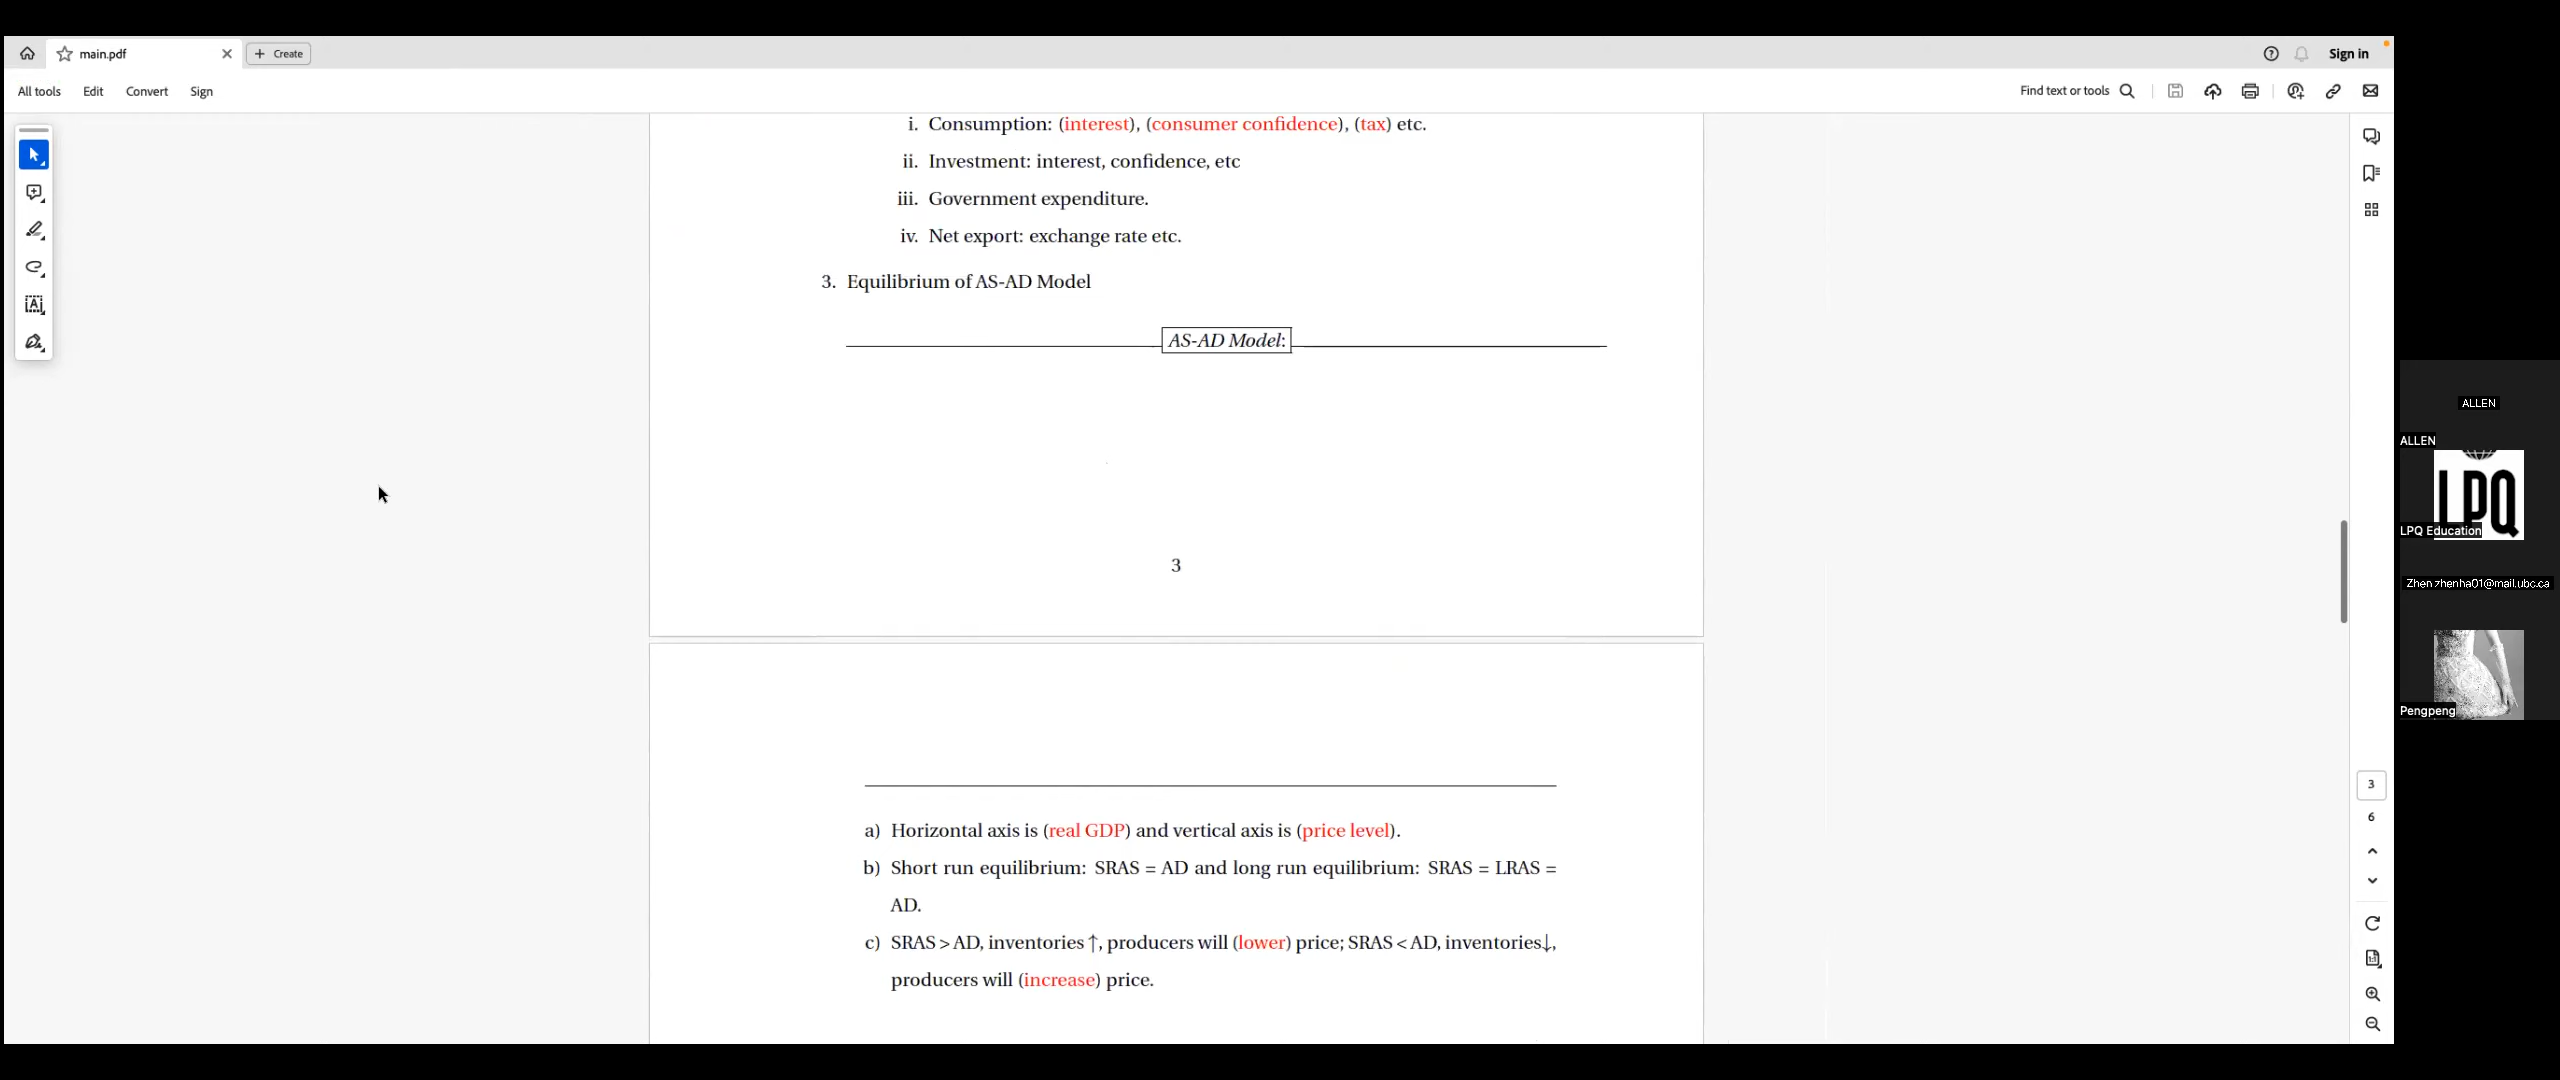 main.pdf
Create
Sign in
All tools Edit Convert Sign
Find text or tools
i. Consumption: (interest), (consumer confidence), (tax) etc.
ii. Investment: interest, confidence, etc
iii. Government expenditure.
iv. Net export: exchange rate etc.
3. Equilibrium of AS-AD Model
AS-AD Model:
3
a) Horizontal axis is (real GDP) and vertical axis is (price level).
b) Short run equilibrium: SRAS = AD and long run equilibrium: SRAS = LRAS =
AD.
c) SRAS > AD, inventories ↑, producers will (lower) price; SRAS < AD, inventories↓,
producers will (increase) price.
3
6
ALLEN
ALLEN
LPQ
LPQ Education
Zhen zhenha01@mail.ubc.ca
Pengpeng